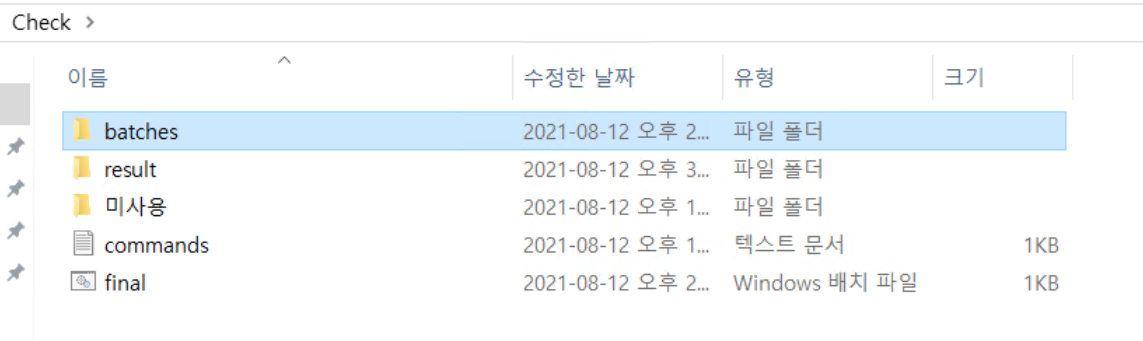 Check >
이름 수정한 날짜 유형 크기
batches 2021-08-12 오후 2... 파일 폴더
result 2021-08-12 오후 3... 파일 폴더
미사용 2021-08-12 오후 1... 파일 폴더
commands 2021-08-12 오후 1... 텍스트 문서 1KB
final 2021-08-12 오후 2... Windows 배치 파일 1KB